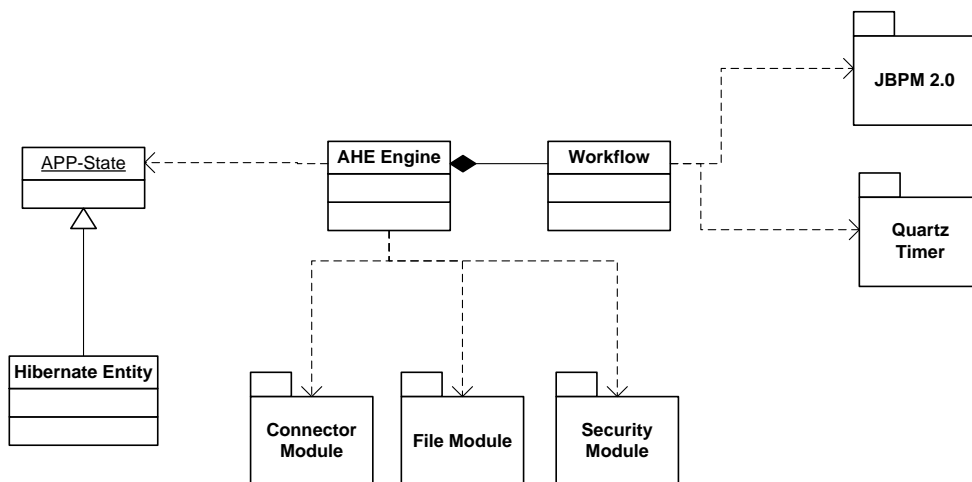 JBPM 2.0
APP-State
AHE Engine
Workflow
Quartz
Timer
Hibernate Entity
Connector
Module
File Module
Security
Module